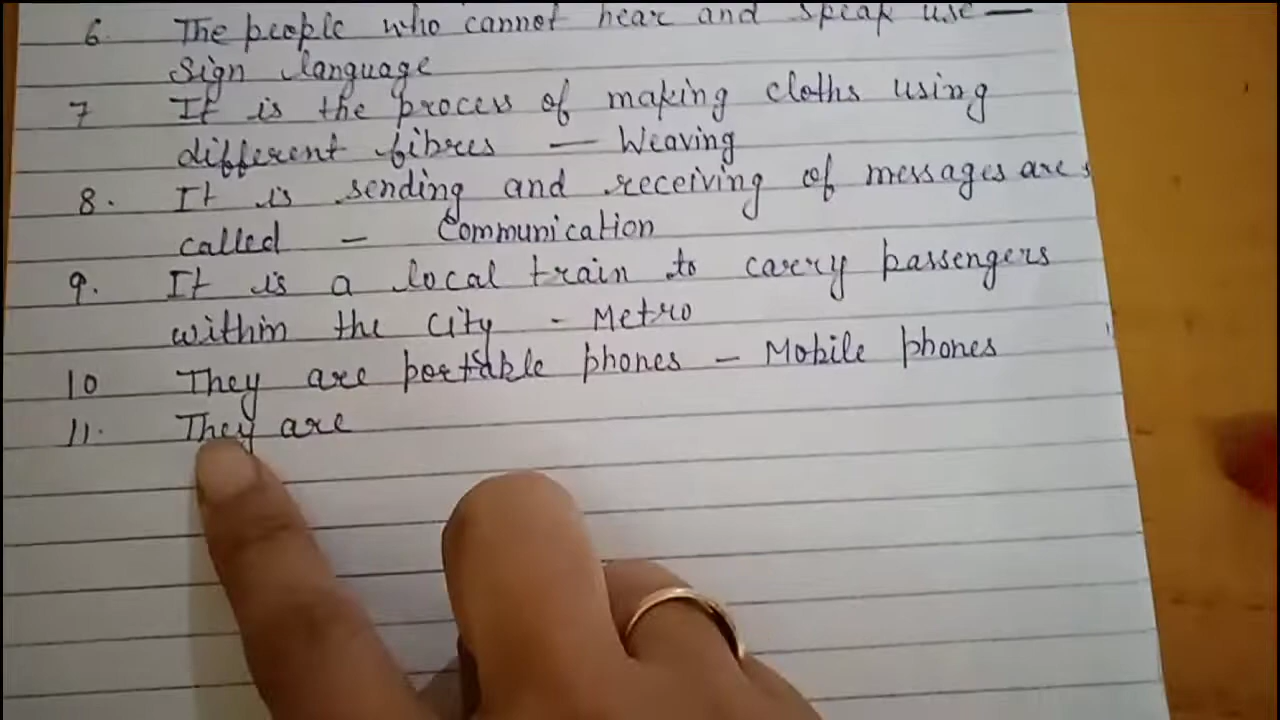 6. The people who cannot hear and speak use —
Sign language
7 It is the process of making cloths using
different fibres — Weaving
8. It is sending and receiving of messages are
called – Communication
9. It is a local train to carry passengers
within the city - Metro
10 They are portable phones – Mobile phones
11. They are